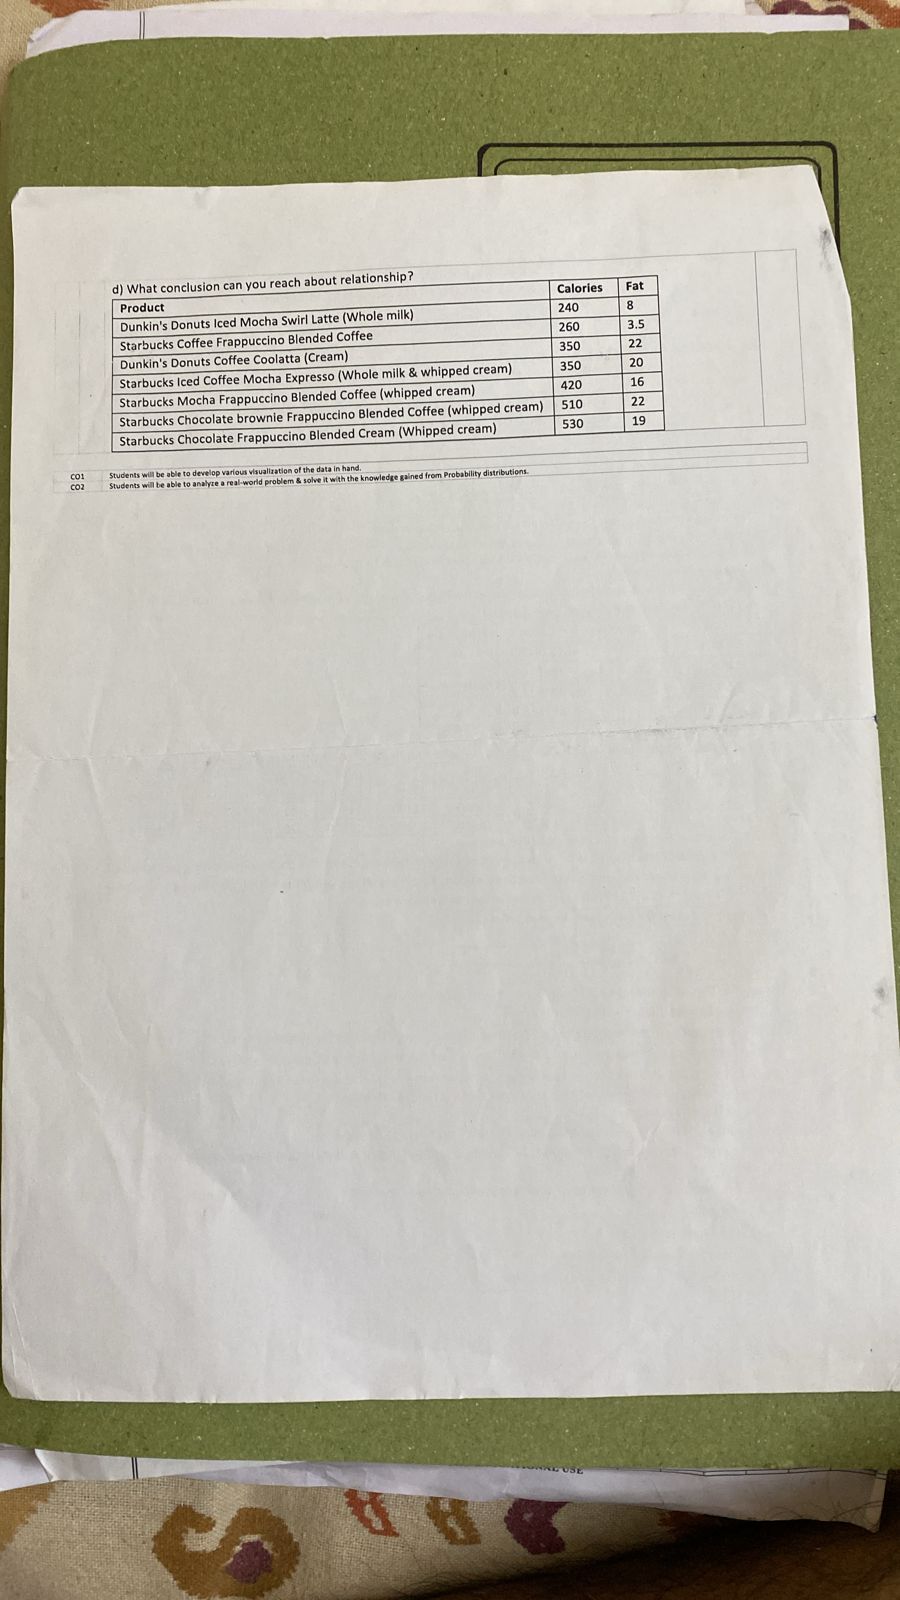 d) What conclusion can you reach about relationship?
Product Calories Fat
Dunkin's Donuts Iced Mocha Swirl Latte (Whole milk) 240 8
Starbucks Coffee Frappuccino Blended Coffee 260 3.5
Dunkin's Donuts Coffee Coolatta (Cream) 350 22
Starbucks Iced Coffee Mocha Expresso (Whole milk & whipped cream) 350 20
Starbucks Mocha Frappuccino Blended Coffee (whipped cream) 420 16
Starbucks Chocolate brownie Frappuccino Blended Coffee (whipped cream) 510 22
Starbucks Chocolate Frappuccino Blended Cream (Whipped cream) 530 19
CO1 Students will be able to develop various visualization of the data in hand.
CO2 Students will be able to analyze a real-world problem & solve it with the knowledge gained from Probability distributions.
USE